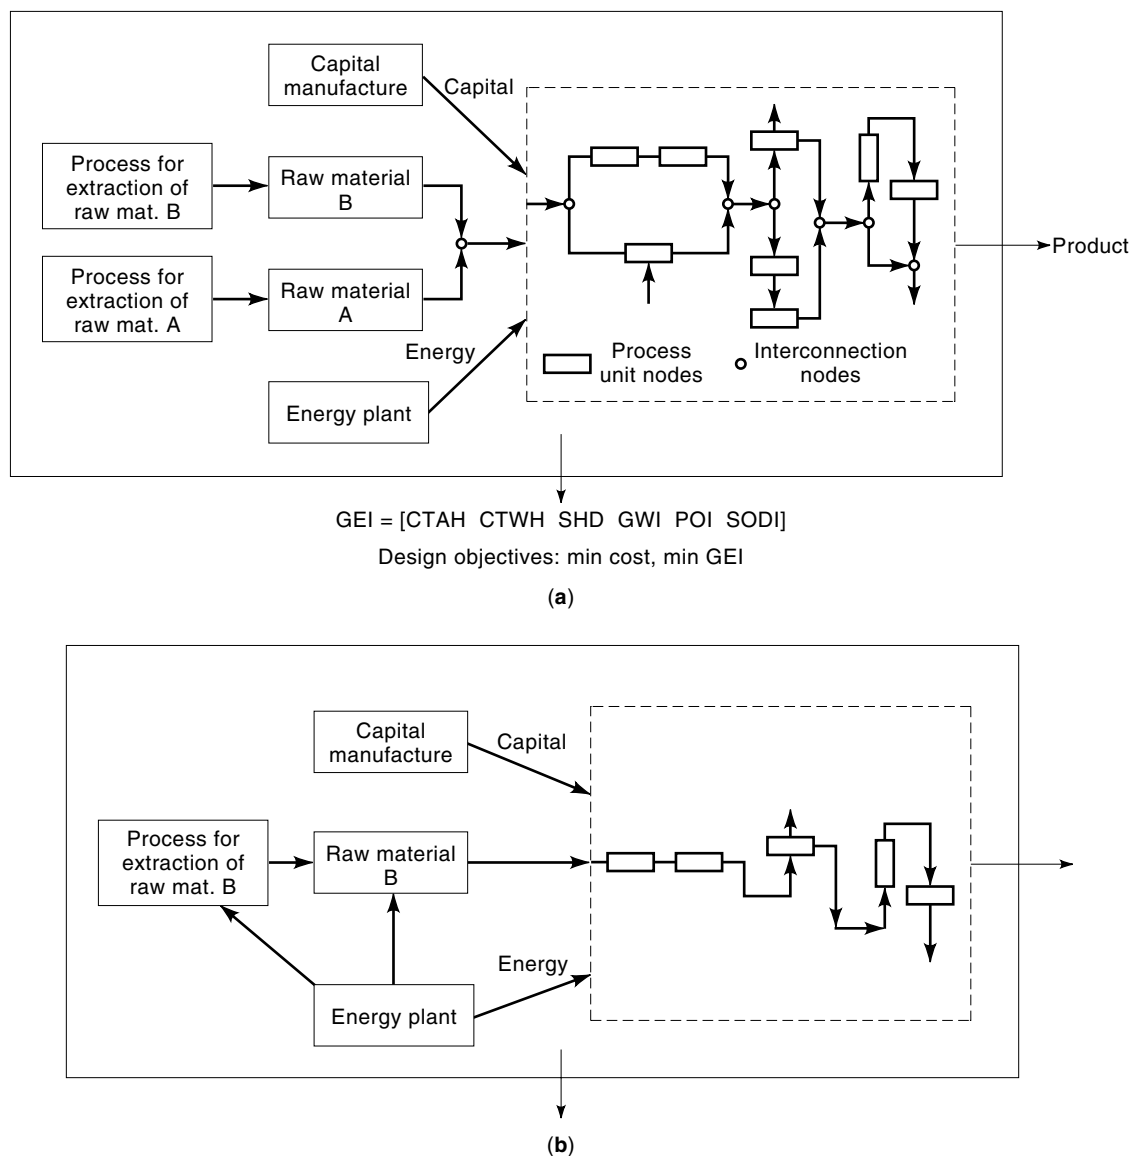 Capital
manufacture
Capital
Process for
extraction of
raw mat. B
Raw material
B
Process for
extraction of
raw mat. A
Raw material
A
Product
Energy
Energy plant
Process
unit nodes
Interconnection
nodes
GEI = [CTAH CTWH SHD GWI POI SODI]
Design objectives: min cost, min GEI
(a)
Capital
manufacture
Capital
Process for
extraction of
raw mat. B
Raw material
B
Energy
Energy plant
(b)